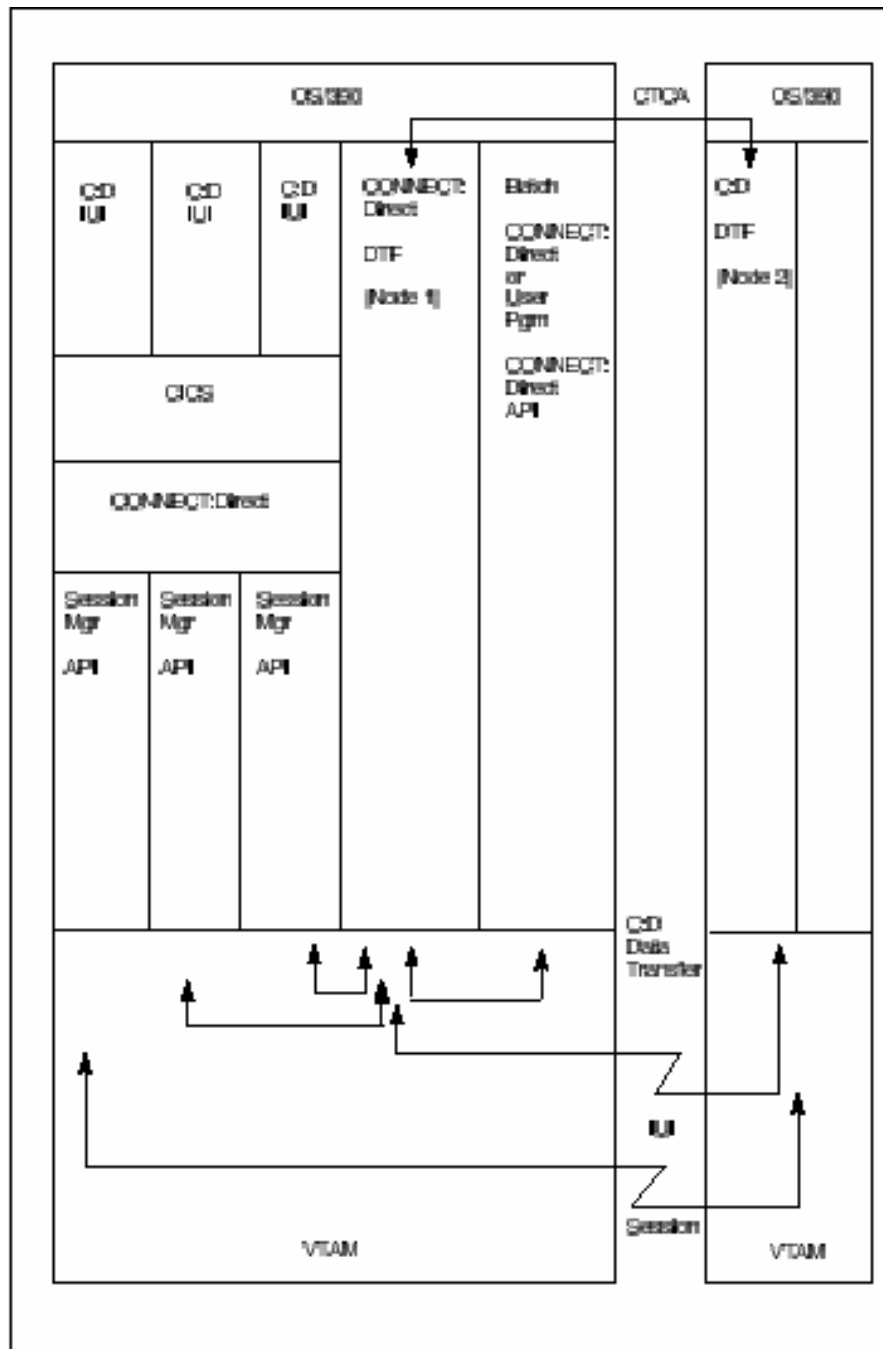 OS/390
CTCA
OS/390
C:D
IUI
C:D
IUI
C:D
IUI
CONNECT:
Direct
DTF
[Node 1]
Batch
CONNECT:
Direct
or
User
Pgm
CONNECT:
Direct
API
C:D
DTF
[Node 2]
CICS
CONNECT:Direct
Session
Mgr
API
Session
Mgr
API
Session
Mgr
API
C:D
Data
Transfer
IUI
Session
VTAM
VTAM